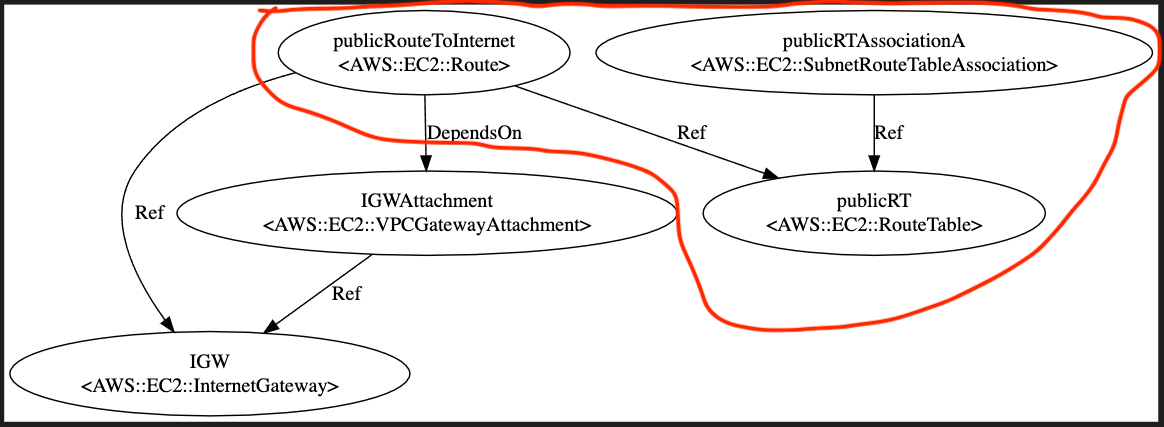 publicRouteToInternet
<AWS::EC2::Route>
publicRTAssociationA
<AWS::EC2::SubnetRouteTableAssociation>
DependsOn
Ref
Ref
Ref
IGWAttachment
<AWS::EC2::VPCGatewayAttachment>
publicRT
<AWS::EC2::RouteTable>
Ref
IGW
<AWS::EC2::InternetGateway>